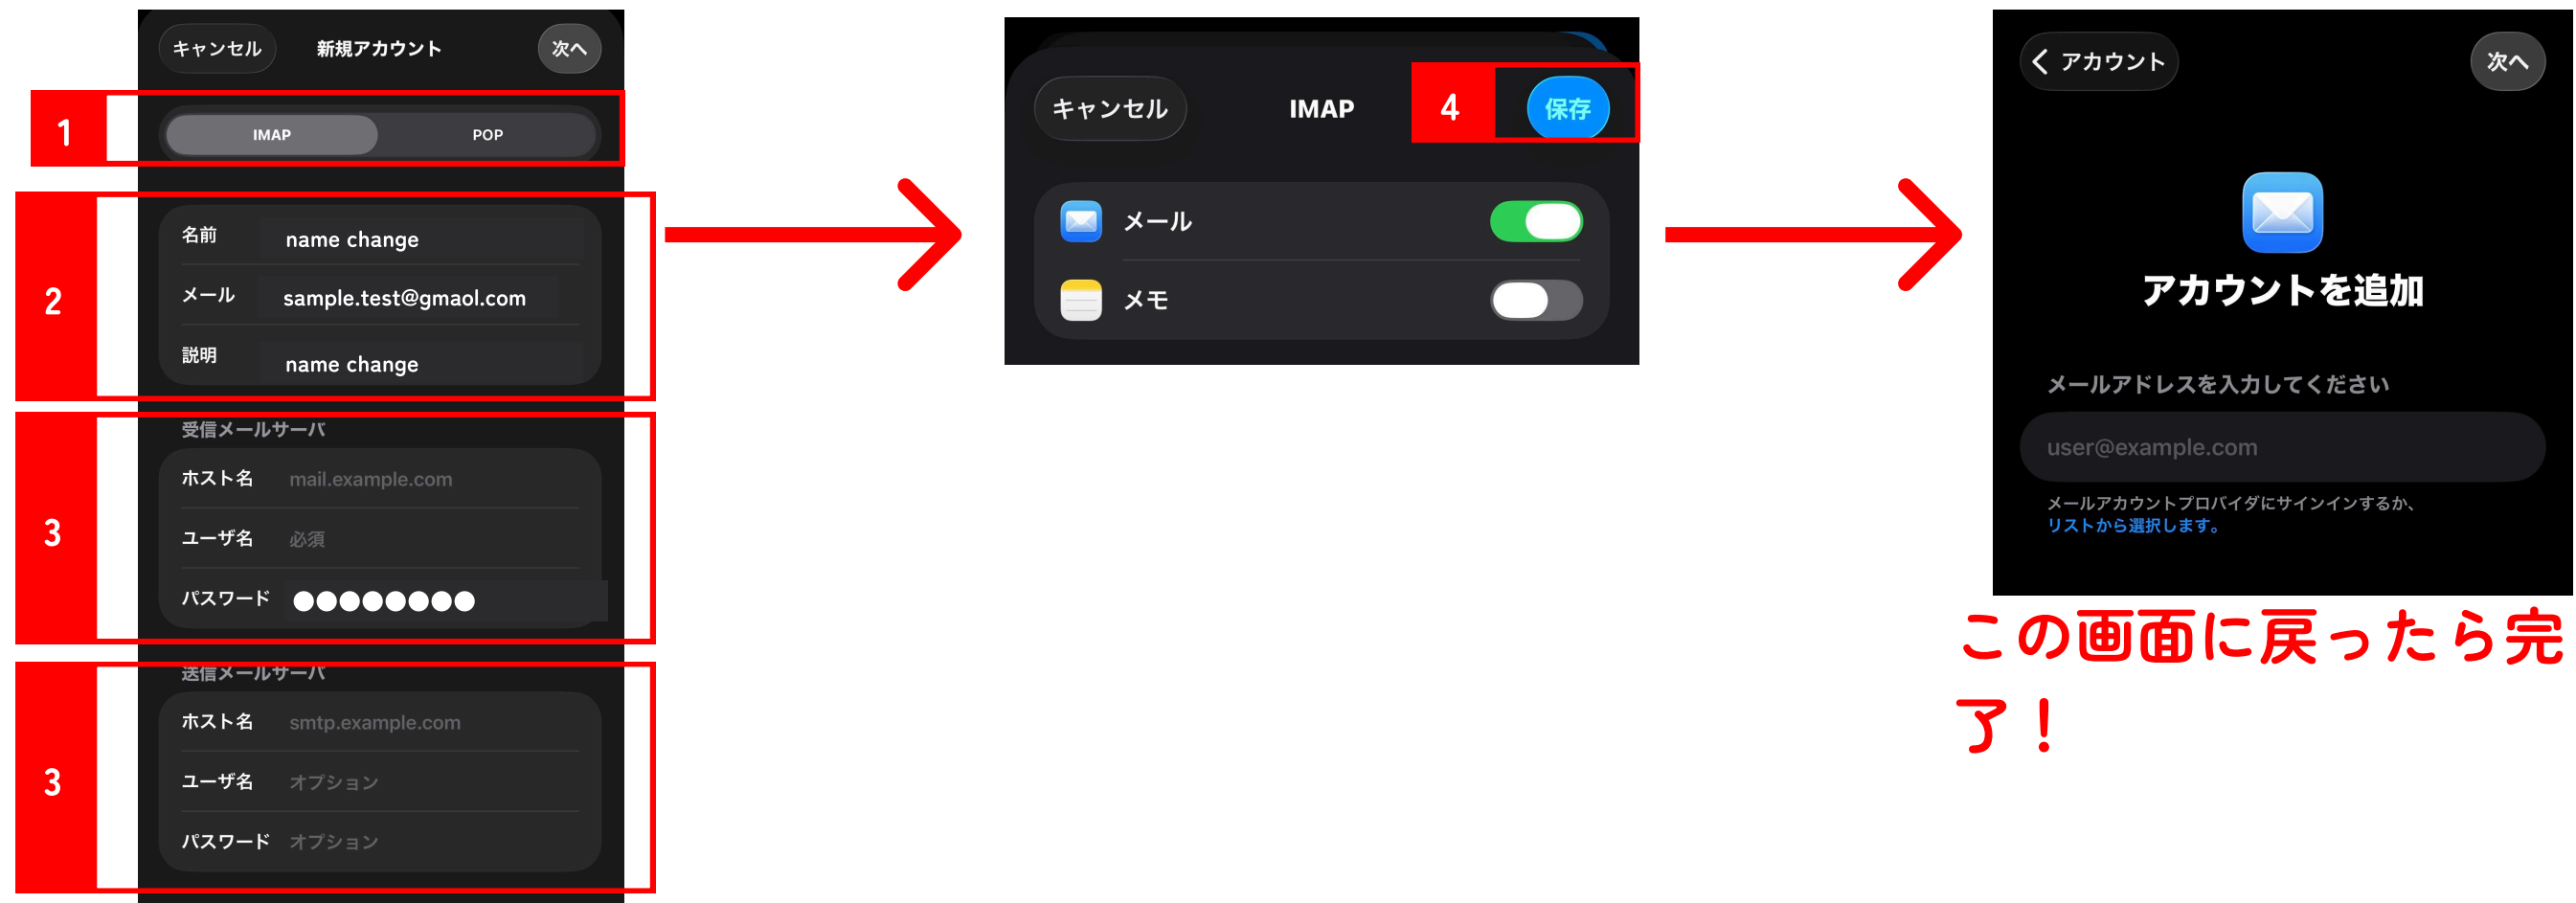 キャンセル 新規アカウント 次へ
1
IMAP POP
2
名前 name change
メール sample.test@gmaol.com
説明 name change
3
受信メールサーバ
ホスト名 mail.example.com
ユーザ名 必須
パスワード ●●●●●●●●
3
送信メールサーバ
ホスト名 smtp.example.com
ユーザ名 オプション
パスワード オプション
キャンセル IMAP 4 保存
メール
メモ
アカウント 次へ
アカウントを追加
メールアドレスを入力してください
user@example.com
メールアカウントプロバイダにサインインするか、
リストから選択します。
この画面に戻ったら完
了！